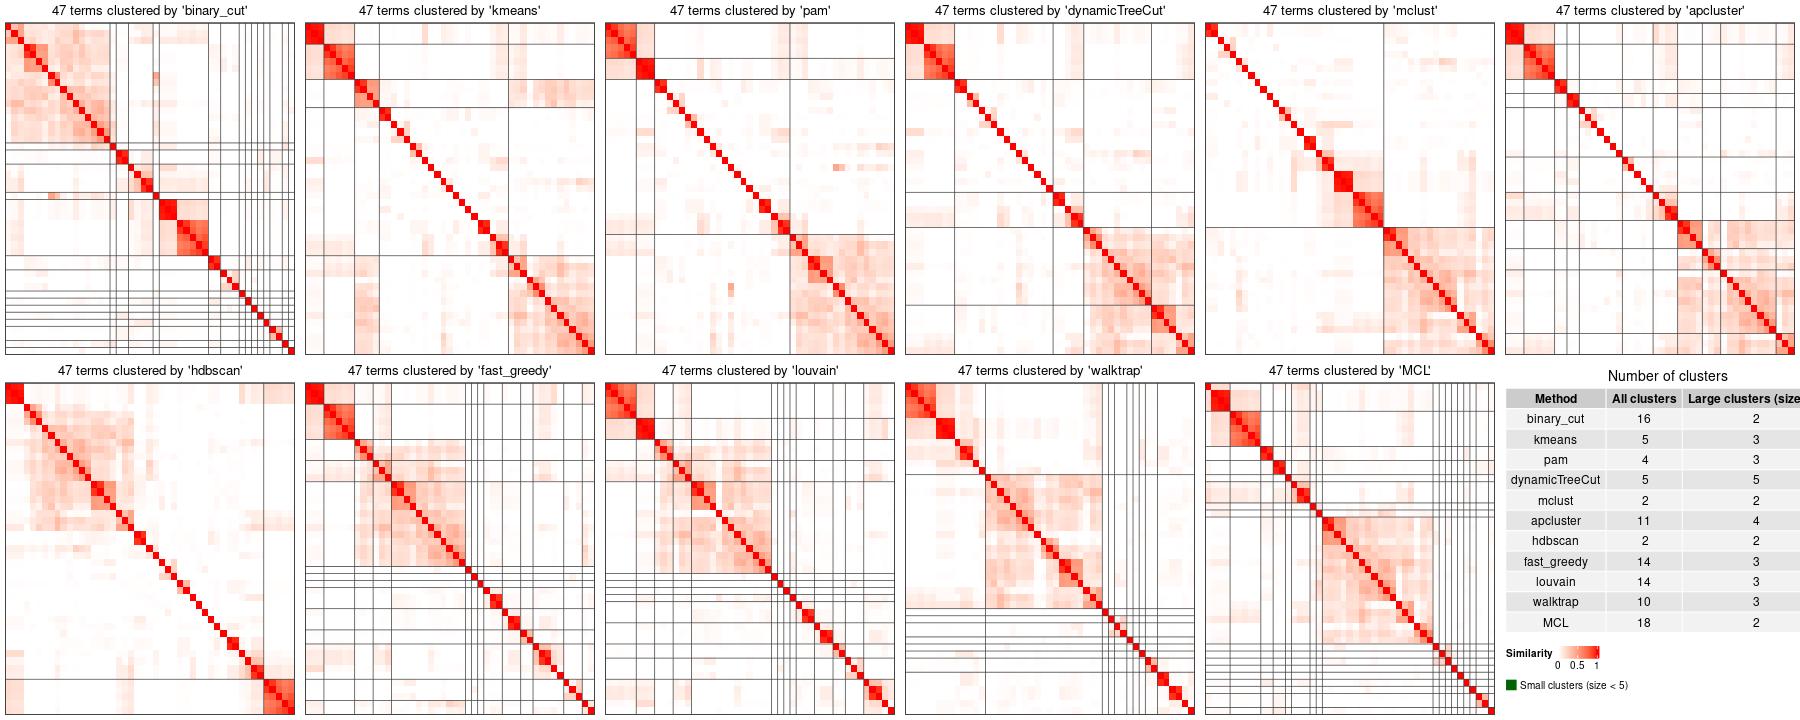 47 terms clustered by 'binary_cut'
47 terms clustered by 'kmeans'
47 terms clustered by 'pam'
47 terms clustered by 'dynamicTreeCut'
47 terms clustered by 'mclust'
47 terms clustered by 'apcluster'
47 terms clustered by 'hdbscan'
47 terms clustered by 'fast_greedy'
47 terms clustered by 'louvain'
47 terms clustered by 'walktrap'
47 terms clustered by 'MCL'
Number of clusters
Method All clusters Large clusters (size
binary_cut 16 2
kmeans 5 3
pam 4 3
dynamicTreeCut 5 5
mclust 2 2
apcluster 11 4
hdbscan 2 2
fast_greedy 14 3
louvain 14 3
walktrap 10 3
MCL 18 2
Similarity
0 0.5 1
Small clusters (size < 5)